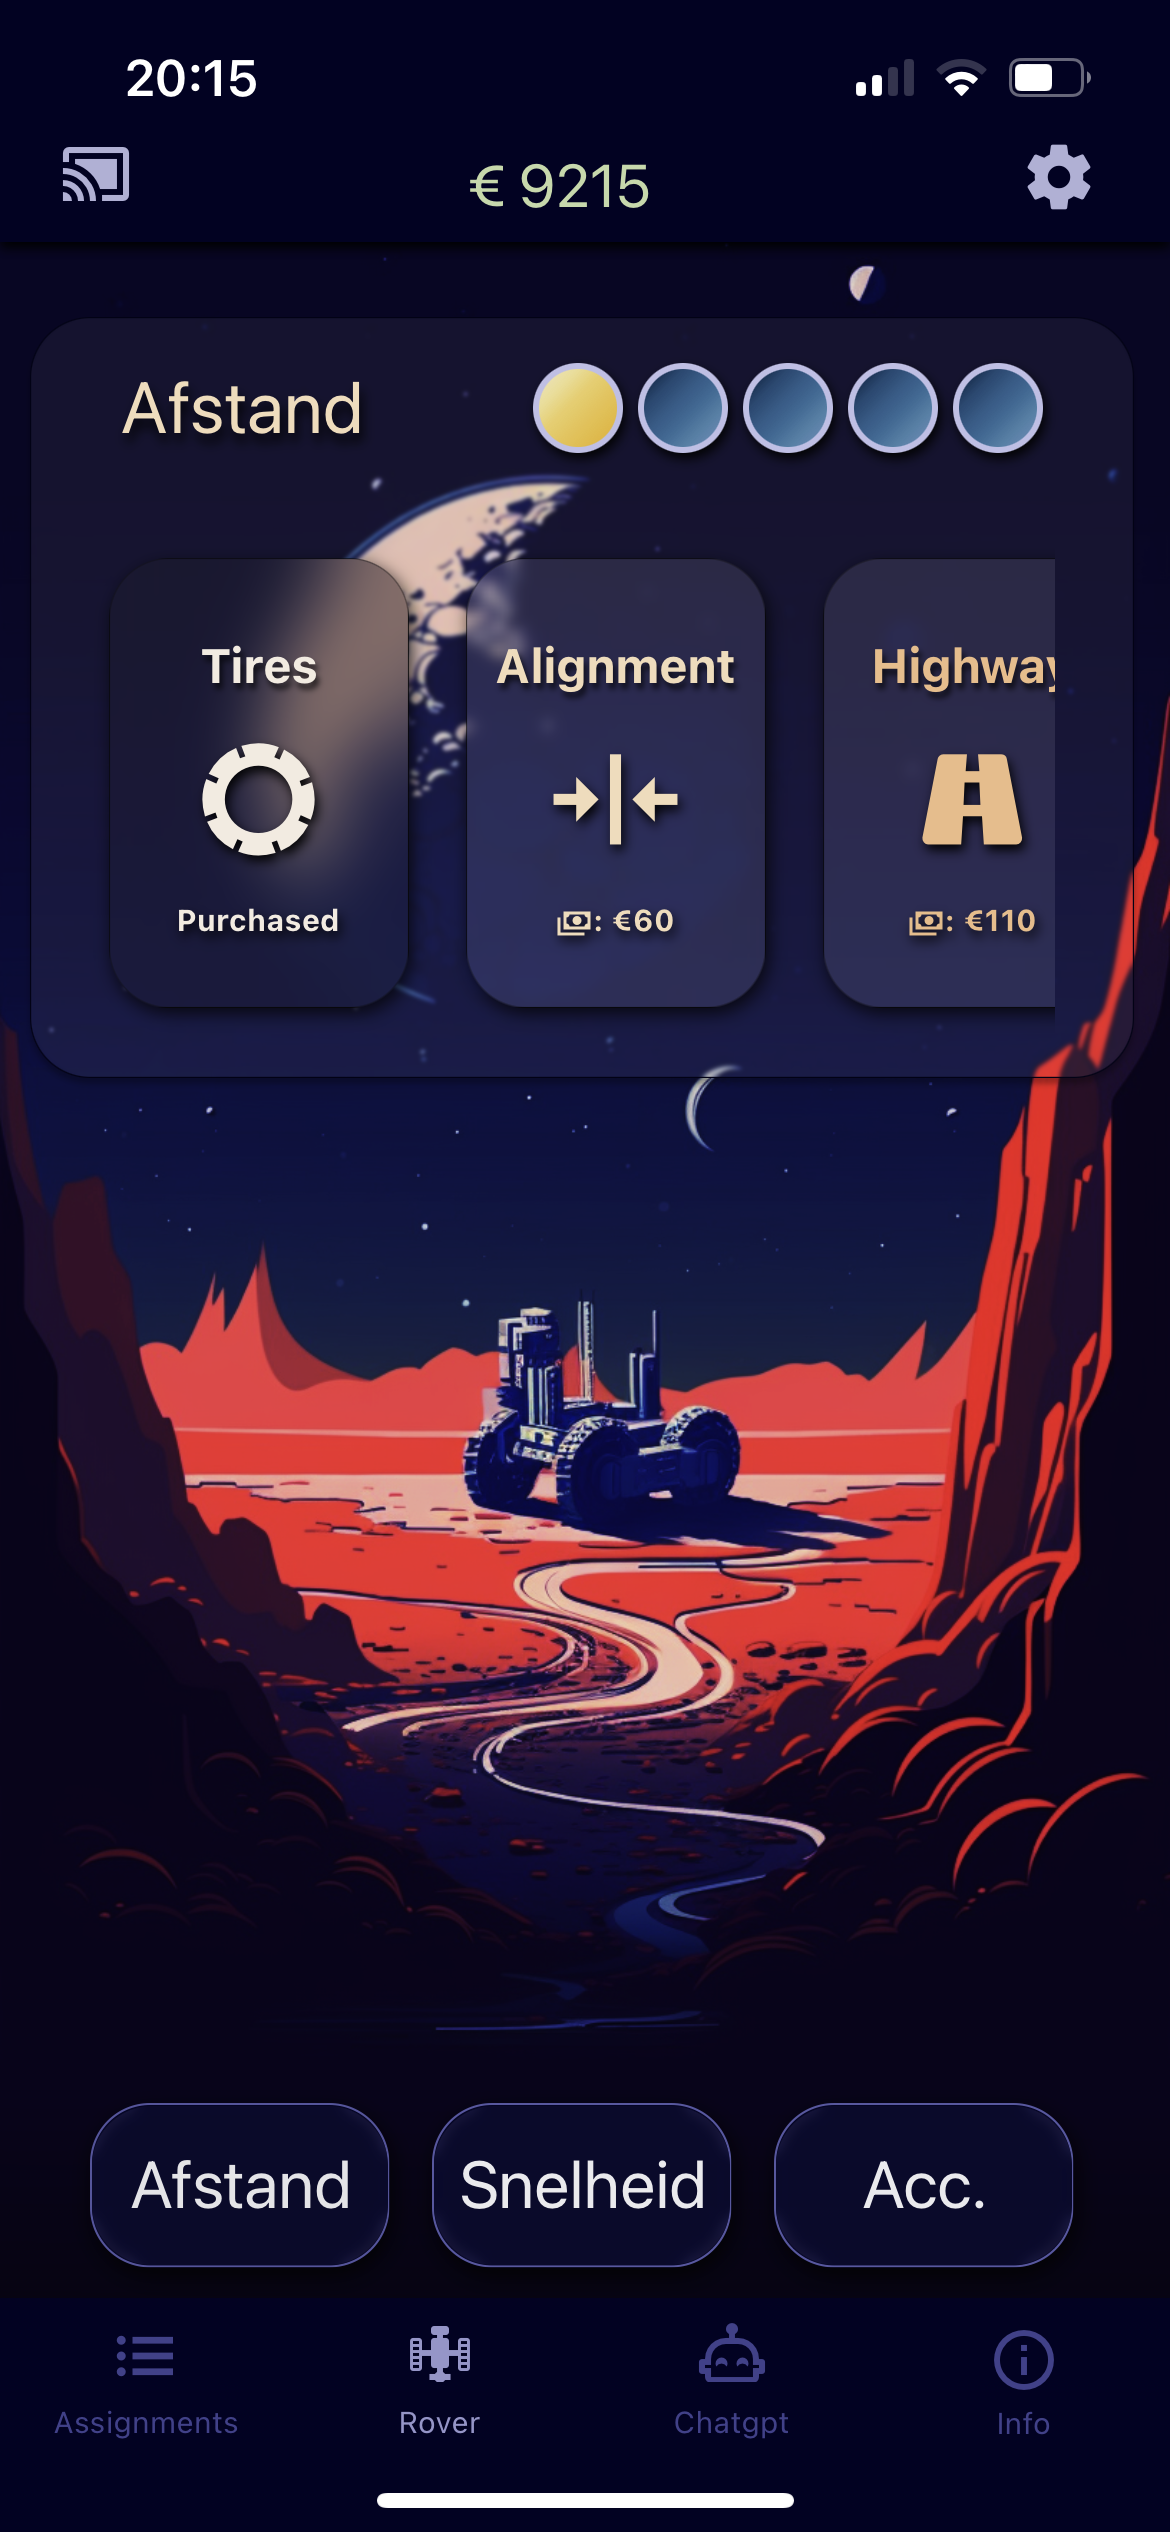 20:15
€ 9215
Afstand
Tires
Alignment
Highway
Purchased
: €60
: €110
Afstand
Snelheid
Acc.
Assignments
Rover
Chatgpt
Info